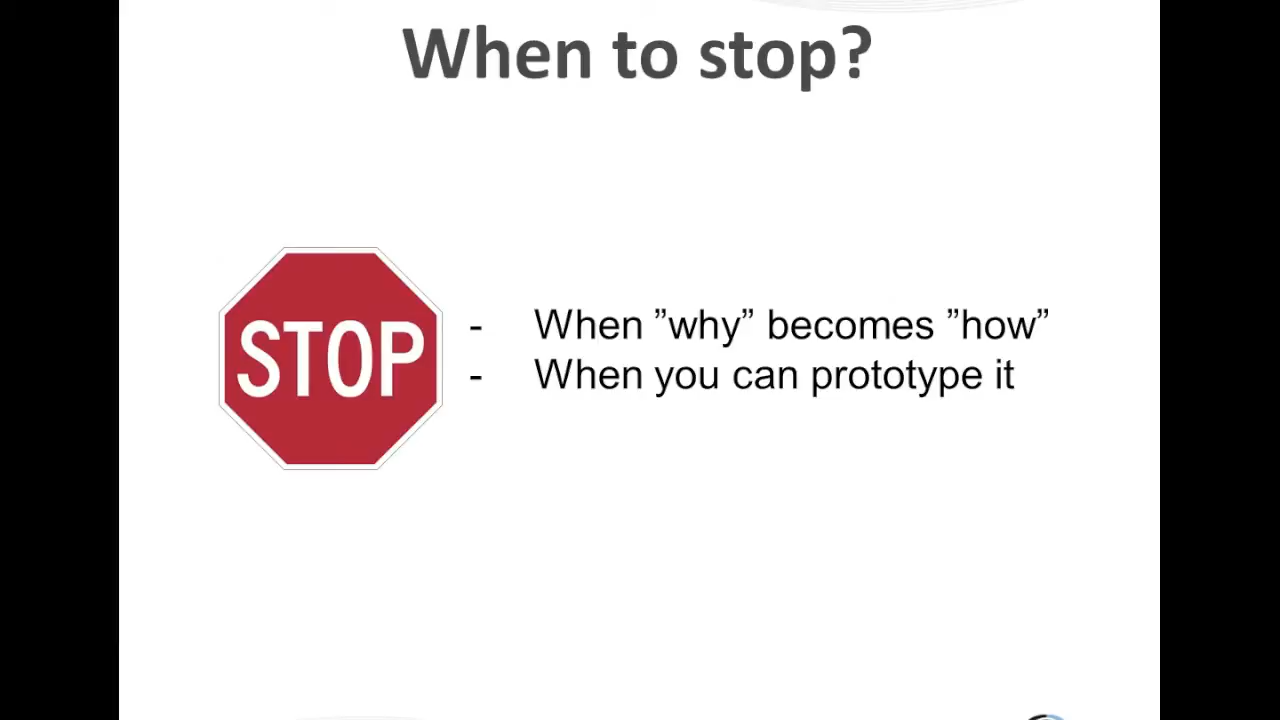 When to stop?
STOP
- When ”why” becomes ”how”
- When you can prototype it